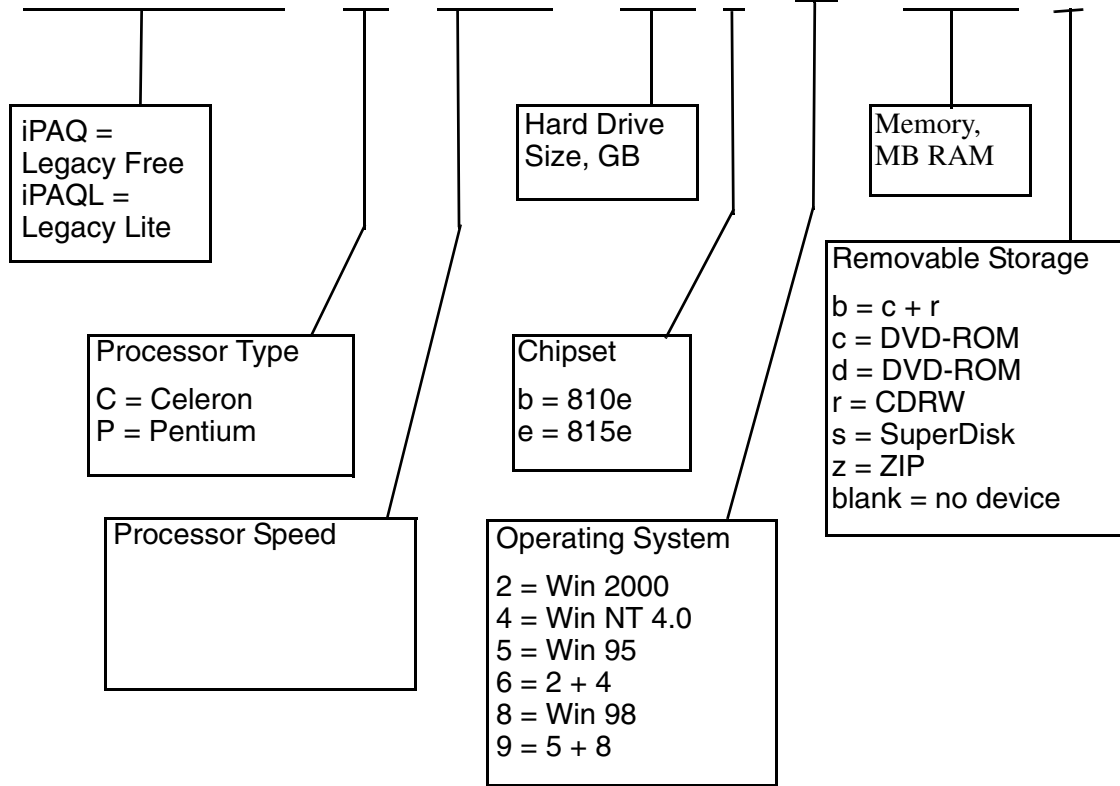 iPAQ =
Legacy Free
iPAQL =
Legacy Lite
Hard Drive
Size, GB
Memory,
MB RAM
Removable Storage
b = c + r
c = DVD-ROM
d = DVD-ROM
r = CDRW
s = SuperDisk
z = ZIP
blank = no device
Processor Type
C = Celeron
P = Pentium
Chipset
b = 810e
e = 815e
Processor Speed
Operating System
2 = Win 2000
4 = Win NT 4.0
5 = Win 95
6 = 2 + 4
8 = Win 98
9 = 5 + 8